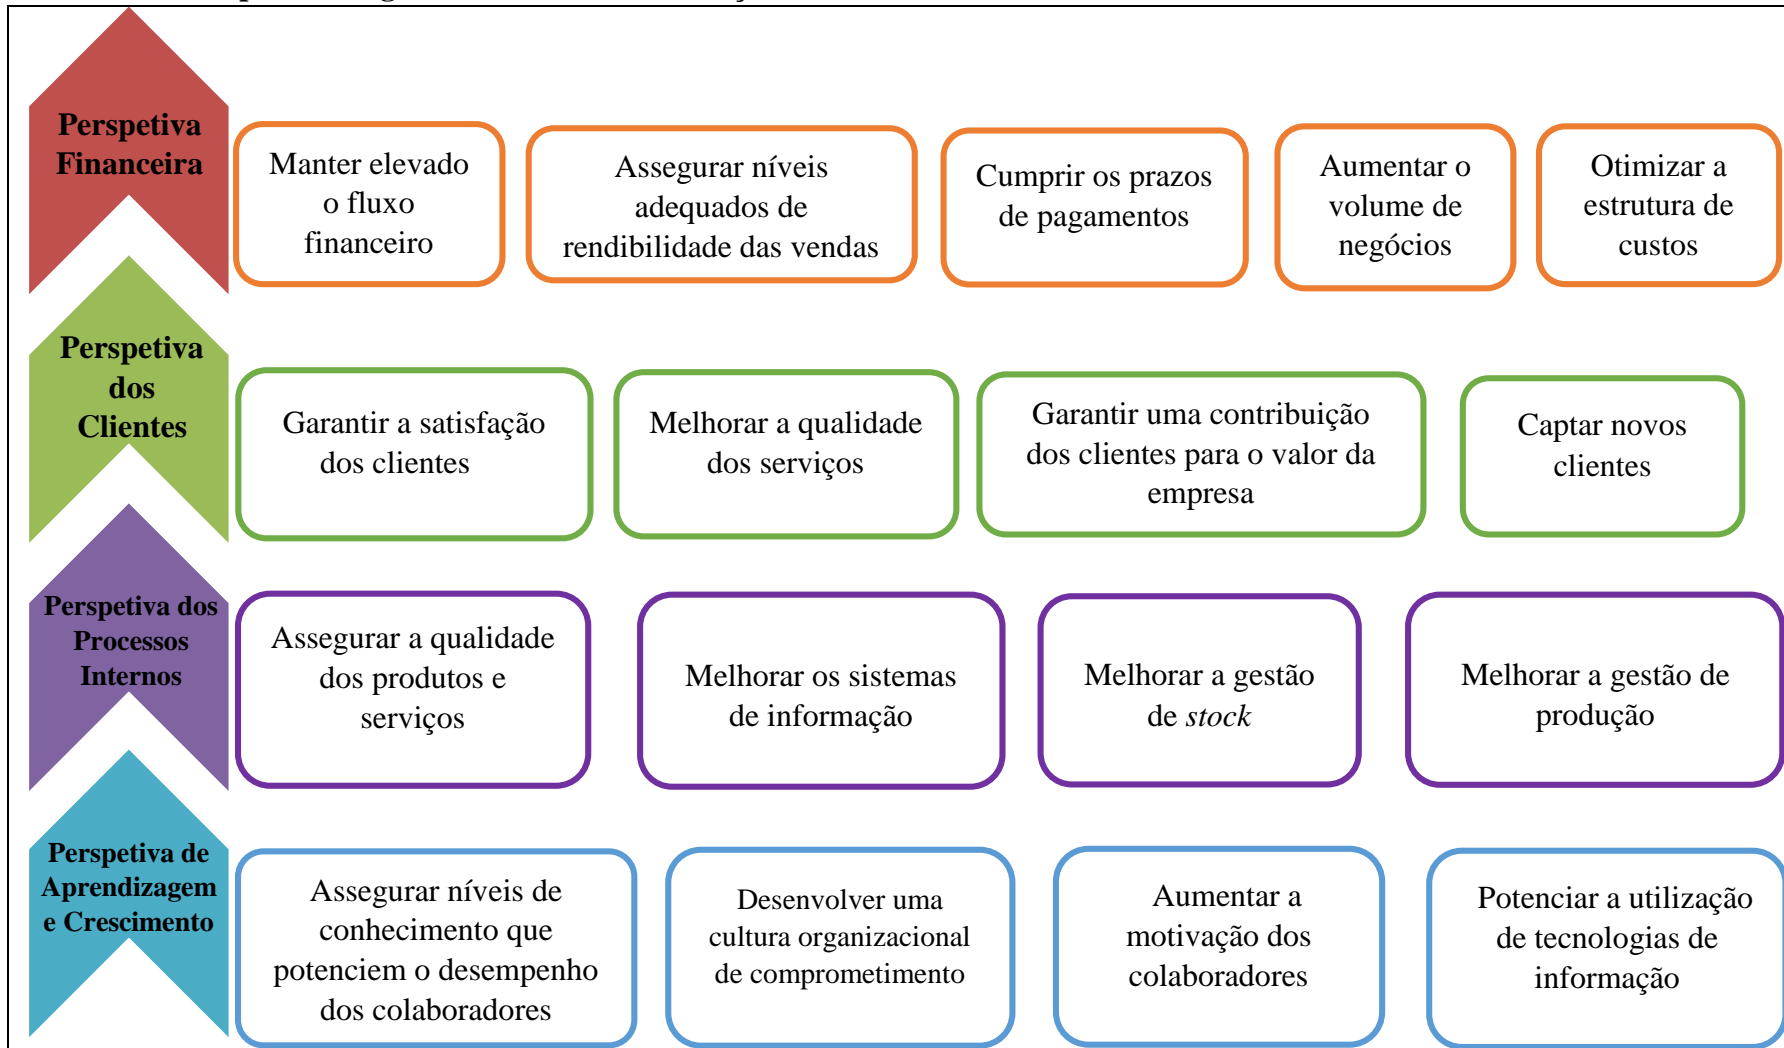 Perspetiva
Financeira
Manter elevado
o fluxo
financeiro
Assegurar níveis
adequados de
rendibilidade das vendas
Cumprir os prazos
de pagamentos
Aumentar o
volume de
negócios
Otimizar a
estrutura de
custos
Perspetiva
dos
Clientes
Garantir a satisfação
dos clientes
Melhorar a qualidade
dos serviços
Garantir uma contribuição
dos clientes para o valor da
empresa
Captar novos
clientes
Perspetiva dos
Processos
Internos
Assegurar a qualidade
dos produtos e
serviços
Melhorar os sistemas
de informação
Melhorar a gestão
de stock
Melhorar a gestão de
produção
Perspetiva de
Aprendizagem
e Crescimento
Assegurar níveis de
conhecimento que
potenciem o desempenho
dos colaboradores
Desenvolver uma
cultura organizacional
de comprometimento
Aumentar a
motivação dos
colaboradores
Potenciar a utilização
de tecnologias de
informação